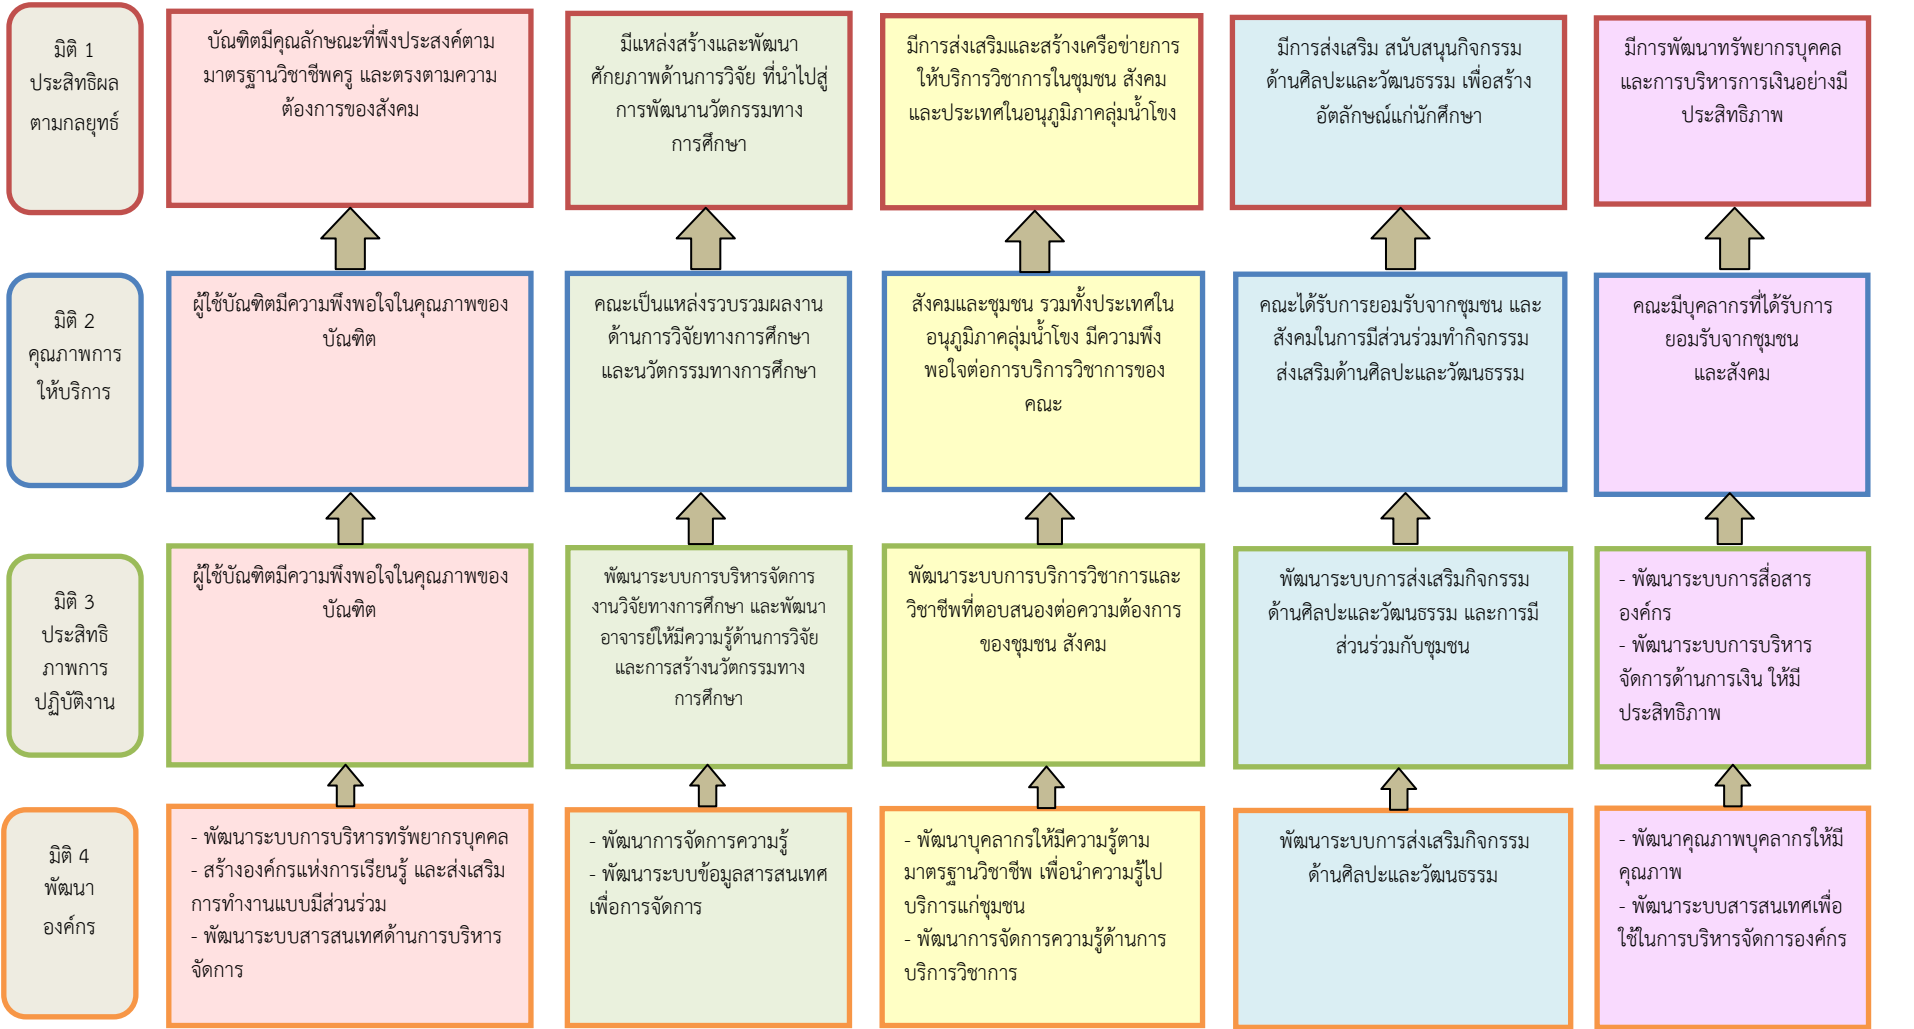 มิติ 1
ประสิทธิผล
ตามกลยุทธ์
บัณฑิตมีคุณลักษณะที่พึงประสงค์ตาม
มาตรฐานวิชาชีพครู และตรงตามความ
ต้องการของสังคม
มีแหล่งสร้างและพัฒนา
ศักยภาพด้านการวิจัย ที่นำไปสู่
การพัฒนานวัตกรรมทาง
การศึกษา
มีการส่งเสริมและสร้างเครือข่ายการ
ให้บริการวิชาการในชุมชน สังคม
และประเทศในอนุภูมิภาคลุ่มน้ำโขง
มีการส่งเสริม สนับสนุนกิจกรรม
ด้านศิลปะและวัฒนธรรม เพื่อสร้าง
อัตลักษณ์แก่นักศึกษา
มีการพัฒนาทรัพยากรบุคคล
และการบริหารการเงินอย่างมี
ประสิทธิภาพ
มิติ 2
คุณภาพการ
ให้บริการ
ผู้ใช้บัณฑิตมีความพึงพอใจในคุณภาพของ
บัณฑิต
คณะเป็นแหล่งรวบรวมผลงาน
ด้านการวิจัยทางการศึกษา
และนวัตกรรมทางการศึกษา
สังคมและชุมชน รวมทั้งประเทศใน
อนุภูมิภาคลุ่มน้ำโขง มีความพึง
พอใจต่อการบริการวิชาการของ
คณะ
คณะได้รับการยอมรับจากชุมชน และ
สังคมในการมีส่วนร่วมทำกิจกรรม
ส่งเสริมด้านศิลปะและวัฒนธรรม
คณะมีบุคลากรที่ได้รับการ
ยอมรับจากชุมชน
และสังคม
มิติ 3
ประสิทธิ
ภาพการ
ปฏิบัติงาน
ผู้ใช้บัณฑิตมีความพึงพอใจในคุณภาพของ
บัณฑิต
พัฒนาระบบการบริหารจัดการ
งานวิจัยทางการศึกษา และพัฒนา
อาจารย์ให้มีความรู้ด้านการวิจัย
และการสร้างนวัตกรรมทาง
การศึกษา
พัฒนาระบบการบริการวิชาการและ
วิชาชีพที่ตอบสนองต่อความต้องการ
ของชุมชน สังคม
พัฒนาระบบการส่งเสริมกิจกรรม
ด้านศิลปะและวัฒนธรรม และการมี
ส่วนร่วมกับชุมชน
- พัฒนาระบบการสื่อสาร
องค์กร
- พัฒนาระบบการบริหาร
จัดการด้านการเงิน ให้มี
ประสิทธิภาพ
มิติ 4
พัฒนา
องค์กร
- พัฒนาระบบการบริหารทรัพยากรบุคคล
- สร้างองค์กรแห่งการเรียนรู้ และส่งเสริม
การทำงานแบบมีส่วนร่วม
- พัฒนาระบบสารสนเทศด้านการบริหาร
จัดการ
- พัฒนาการจัดการความรู้
- พัฒนาระบบข้อมูลสารสนเทศ
เพื่อการจัดการ
- พัฒนาบุคลากรให้มีความรู้ตาม
มาตรฐานวิชาชีพ เพื่อนำความรู้ไป
บริการแก่ชุมชน
- พัฒนาการจัดการความรู้ด้านการ
บริการวิชาการ
พัฒนาระบบการส่งเสริมกิจกรรม
ด้านศิลปะและวัฒนธรรม
- พัฒนาคุณภาพบุคลากรให้มี
คุณภาพ
- พัฒนาระบบสารสนเทศเพื่อ
ใช้ในการบริหารจัดการองค์กร